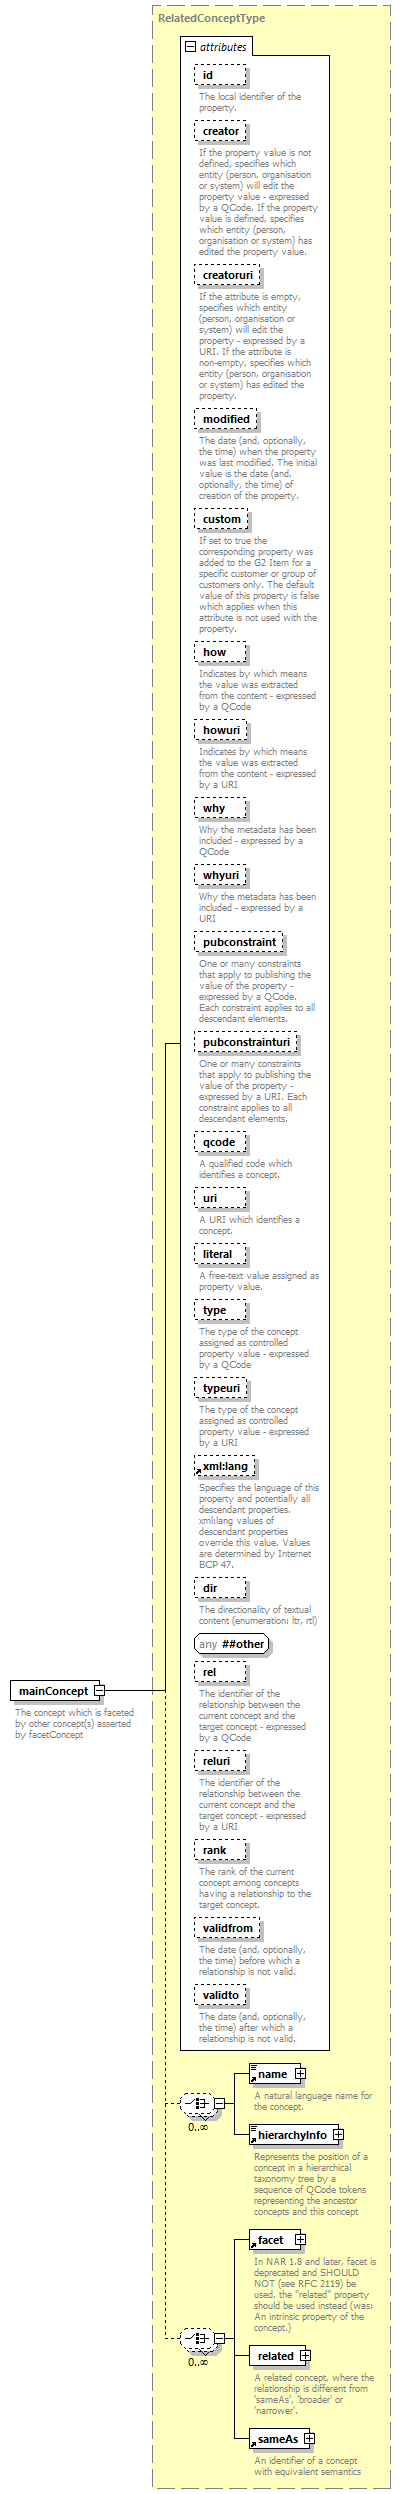 RelatedConceptType
attributes
id
The local identifier of the
property.
creator
If the property value is not
defined, specifies which
entity (person, organisation
or system) will edit the
property value - expressed
by a QCode. If the property
value is defined, specifies
which entity (person,
organisation or system) has
edited the property value.
creatoruri
If the attribute is empty,
specifies which entity
(person, organisation or
system) will edit the
property - expressed by a
URI. If the attribute is
non-empty, specifies which
entity (person, organisation
or system) has edited the
property.
modified
The date (and, optionally,
the time) when the property
was last modified. The initial
value is the date (and,
optionally, the time) of
creation of the property.
custom
If set to true the
corresponding property was
added to the G2 Item for a
specific customer or group of
customers only. The default
value of this property is false
which applies when this
attribute is not used with the
property.
how
Indicates by which means
the value was extracted
from the content - expressed
by a QCode
howuri
Indicates by which means
the value was extracted
from the content - expressed
by a URI
why
Why the metadata has been
included - expressed by a
QCode
whyuri
Why the metadata has been
included - expressed by a
URI
pubconstraint
One or many constraints
that apply to publishing the
value of the property -
expressed by a QCode.
Each constraint applies to all
descendant elements.
pubconstrainturi
One or many constraints
that apply to publishing the
value of the property -
expressed by a URI. Each
constraint applies to all
descendant elements.
qcode
A qualified code which
identifies a concept.
uri
A URI which identifies a
concept.
literal
A free-text value assigned as
property value.
type
The type of the concept
assigned as controlled
property value - expressed
by a QCode
typeuri
The type of the concept
assigned as controlled
property value - expressed
by a URI
xml:lang
Specifies the language of this
property and potentially all
descendant properties.
xml:lang values of
descendant properties
override this value. Values
are determined by Internet
BCP 47.
dir
The directionality of textual
content (enumeration: ltr, rtl)
any ##other
rel
The identifier of the
relationship between the
current concept and the
target concept - expressed
by a QCode
reluri
The identifier of the
relationship between the
current concept and the
target concept - expressed
by a URI
rank
The rank of the current
concept among concepts
having a relationship to the
target concept.
validfrom
The date (and, optionally,
the time) before which a
relationship is not valid.
validto
The date (and, optionally,
the time) after which a
relationship is not valid.
mainConcept
The concept which is faceted
by other concept(s) asserted
by facetConcept
0..∞
name
A natural language name for
the concept.
hierarchyInfo
Represents the position of a
concept in a hierarchical
taxonomy tree by a
sequence of QCode tokens
representing the ancestor
concepts and this concept
0..∞
facet
In NAR 1.8 and later, facet is
deprecated and SHOULD
NOT (see RFC 2119) be
used, the "related" property
should be used instead (was:
An intrinsic property of the
concept.)
related
A related concept, where the
relationship is different from
'sameAs', 'broader' or
'narrower'.
sameAs
An identifier of a concept
with equivalent semantics